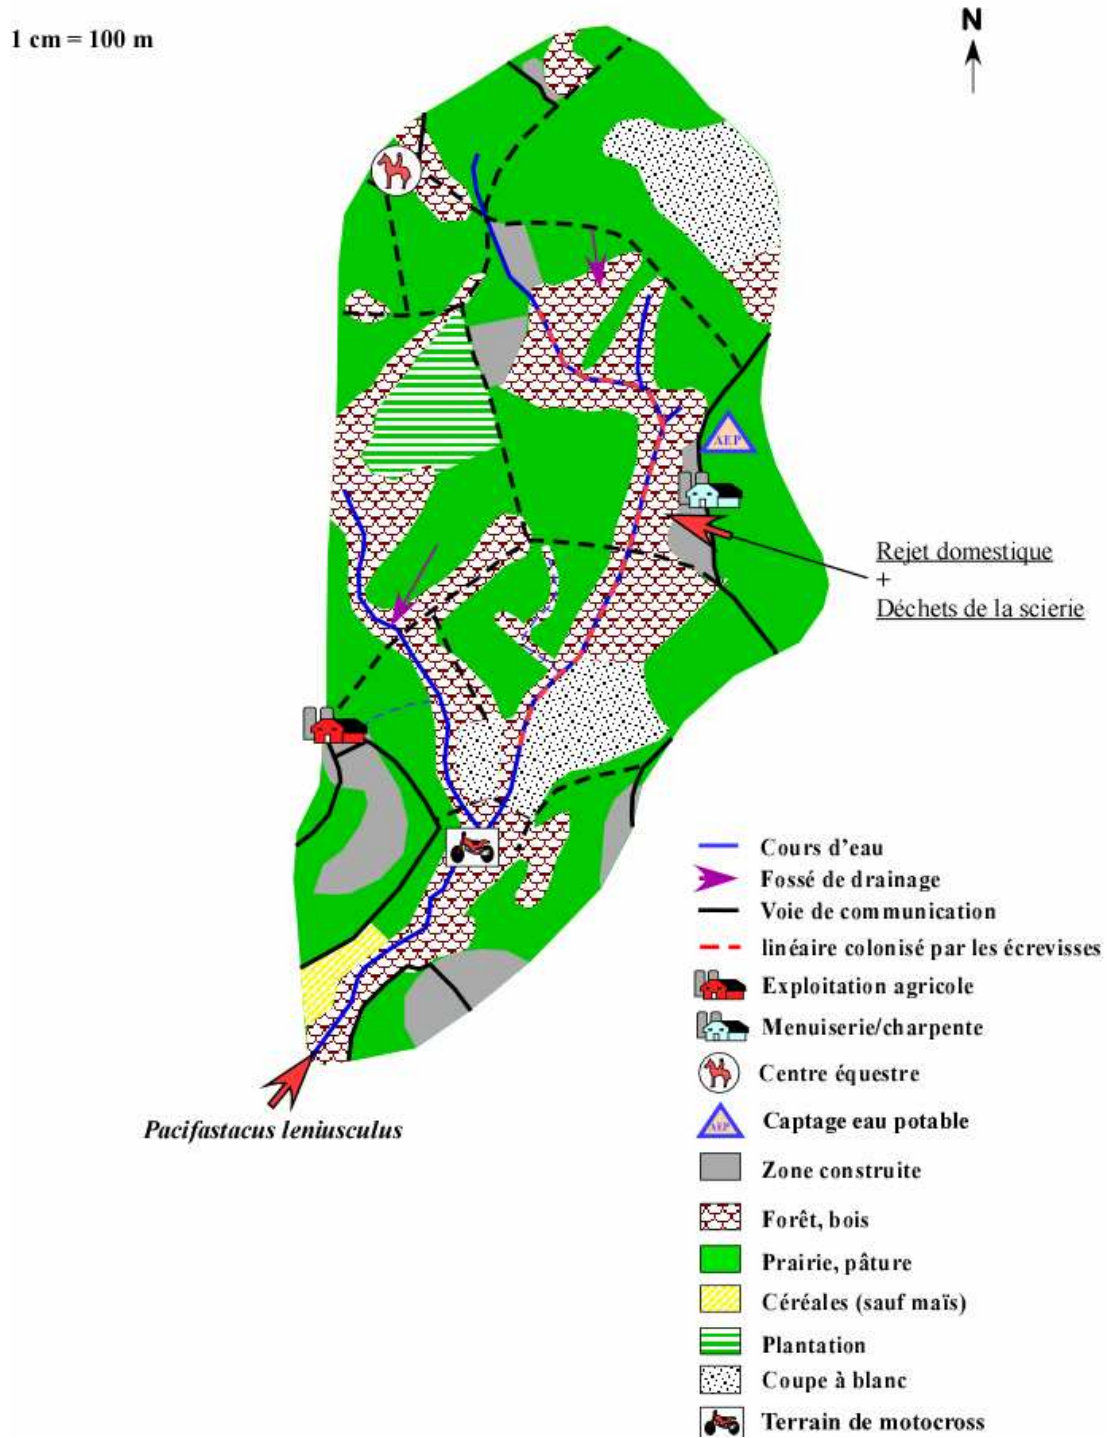 1 cm = 100 m
N
AEP
Rejet domestique
+
Déchets de la scierie
Cours d'eau
Fossé de drainage
Voie de communication
linéaire colonisé par les écrevisses
Exploitation agricole
Menuiserie/charpente
Centre équestre
AEP
Captage eau potable
Zone construite
Forêt, bois
Prairie, pâture
Céréales (sauf maïs)
Plantation
Coupe à blanc
Terrain de motocross
Pacifastacus leniusculus